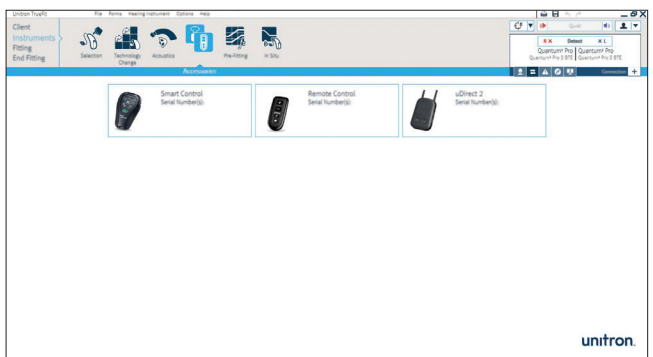 Unitron TrueFit
File Forms Hearing Instrument Options Help
Client
Instruments
Fitting
End Fitting
Selection
Technology Change
Acoustics
Pre-Fitting
In Situ
Accessories
Quiet
R X Detect X L
Quantum² Pro Quantum² Pro
Connection +
Smart Control
Serial Number(s):
Remote Control
Serial Number(s):
uDirect 2
Serial Number(s):
unitron.